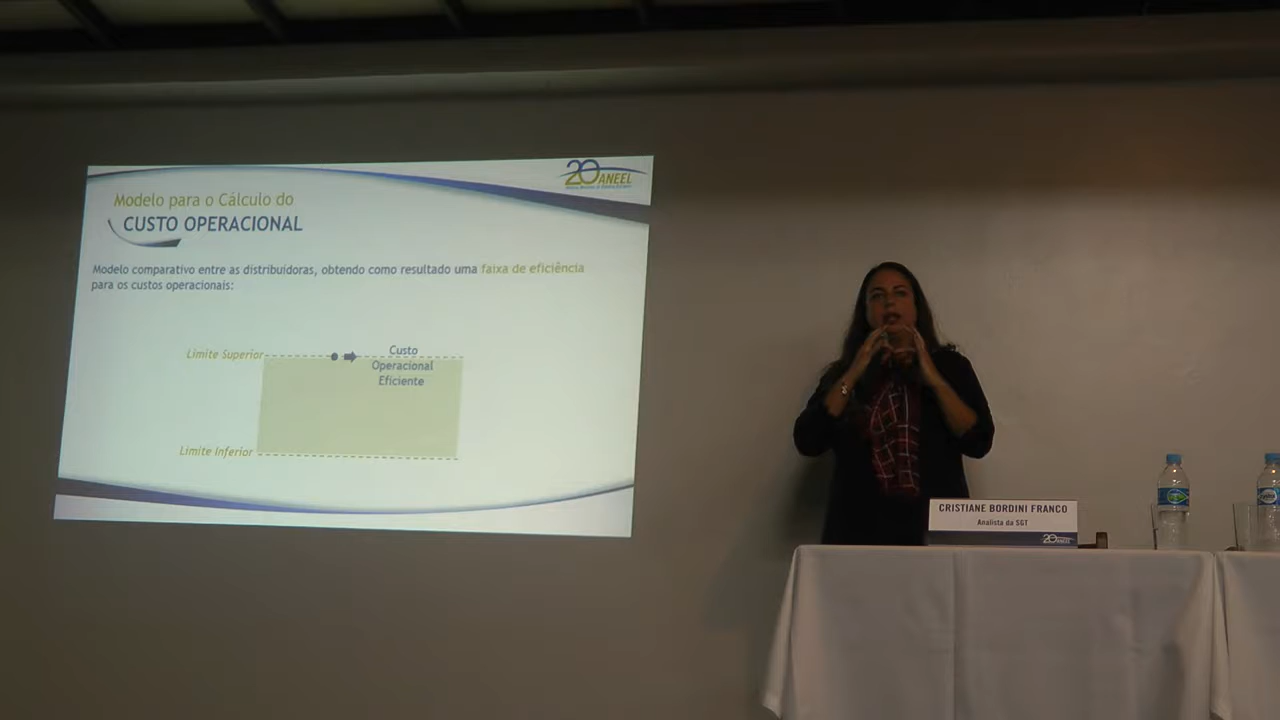 20 ANEEL
Modelo para o Cálculo do
CUSTO OPERACIONAL
Modelo comparativo entre as distribuidoras, obtendo como resultado uma faixa de eficiência
para os custos operacionais:
Limite Superior
Custo
Operacional
Eficiente
Limite Inferior
CRISTIANE BORDINI FRANCO
Analista da SGT
20